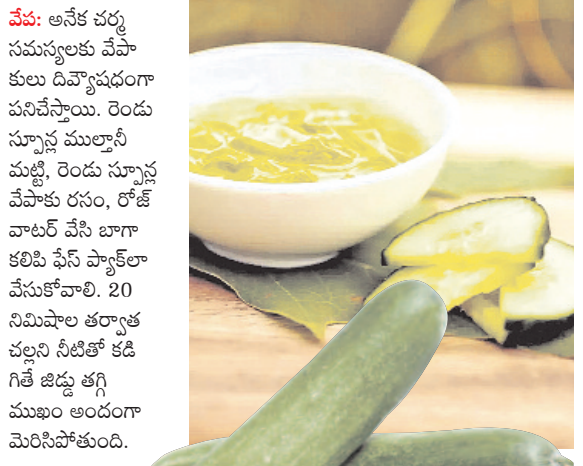 వేప: అనేక చర్మ
సమస్యలకు వేపా
కులు దివ్యౌషధంగా
పనిచేస్తాయి. రెండు
స్పూన్ల ముల్తానీ
మట్టి, రెండు స్పూన్ల
వేపాకు రసం, రోజ్
వాటర్ వేసి బాగా
కలిపి ఫేస్ ప్యాక్‌లా
వేసుకోవాలి. 20
నిమిషాల తర్వాత
చల్లని నీటితో కడి
గితే జిడ్డు తగ్గి
ముఖం అందంగా
మెరిసిపోతుంది.